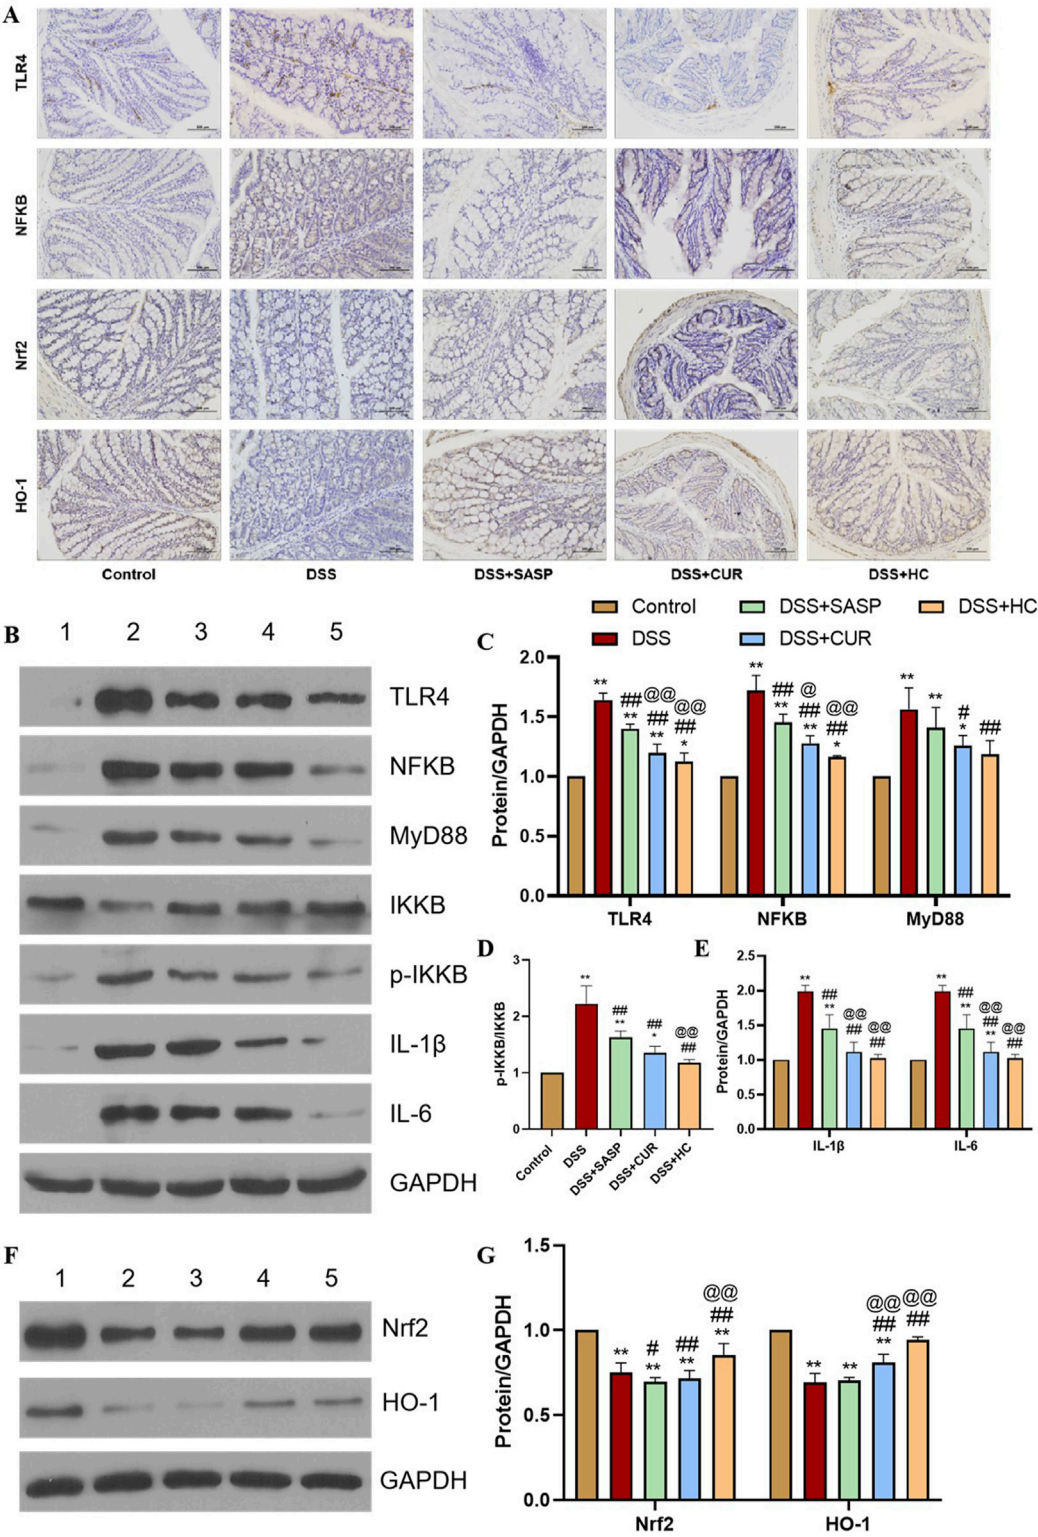 A
TLR4
NFKB
Nrf2
HO-1
Control DSS DSS+SASP DSS+CUR DSS+HC
B
1 2 3 4 5
TLR4
NFKB
MyD88
IKKB
p-IKKB
IL-1β
IL-6
GAPDH
Control DSS+SASP DSS+HC
DSS DSS+CUR
C
Protein/GAPDH
2.0
1.5
1.0
0.5
0.0
** ## ** @@ ## ** @@ ## *
** ## ** @ ## ** @@ ## *
** ** # * ##
TLR4 NFKB MyD88
D
p-IKKB/IKKB
3
2
1
0
** ## ** ## * @@ ##
Control DSS DSS+SASP DSS+CUR DSS+HC
E
Protein/GAPDH
2.5
2.0
1.5
1.0
0.5
0.0
** ## ** @@ ## @@ ##
** ## ** @@ ## ** @@ ##
IL-1β IL-6
F
1 2 3 4 5
Nrf2
HO-1
GAPDH
G
Protein/GAPDH
1.5
1.0
0.5
0.0
** # ** ## ** @@ ## **
** ** @@ ## ** @@ ##
Nrf2 HO-1